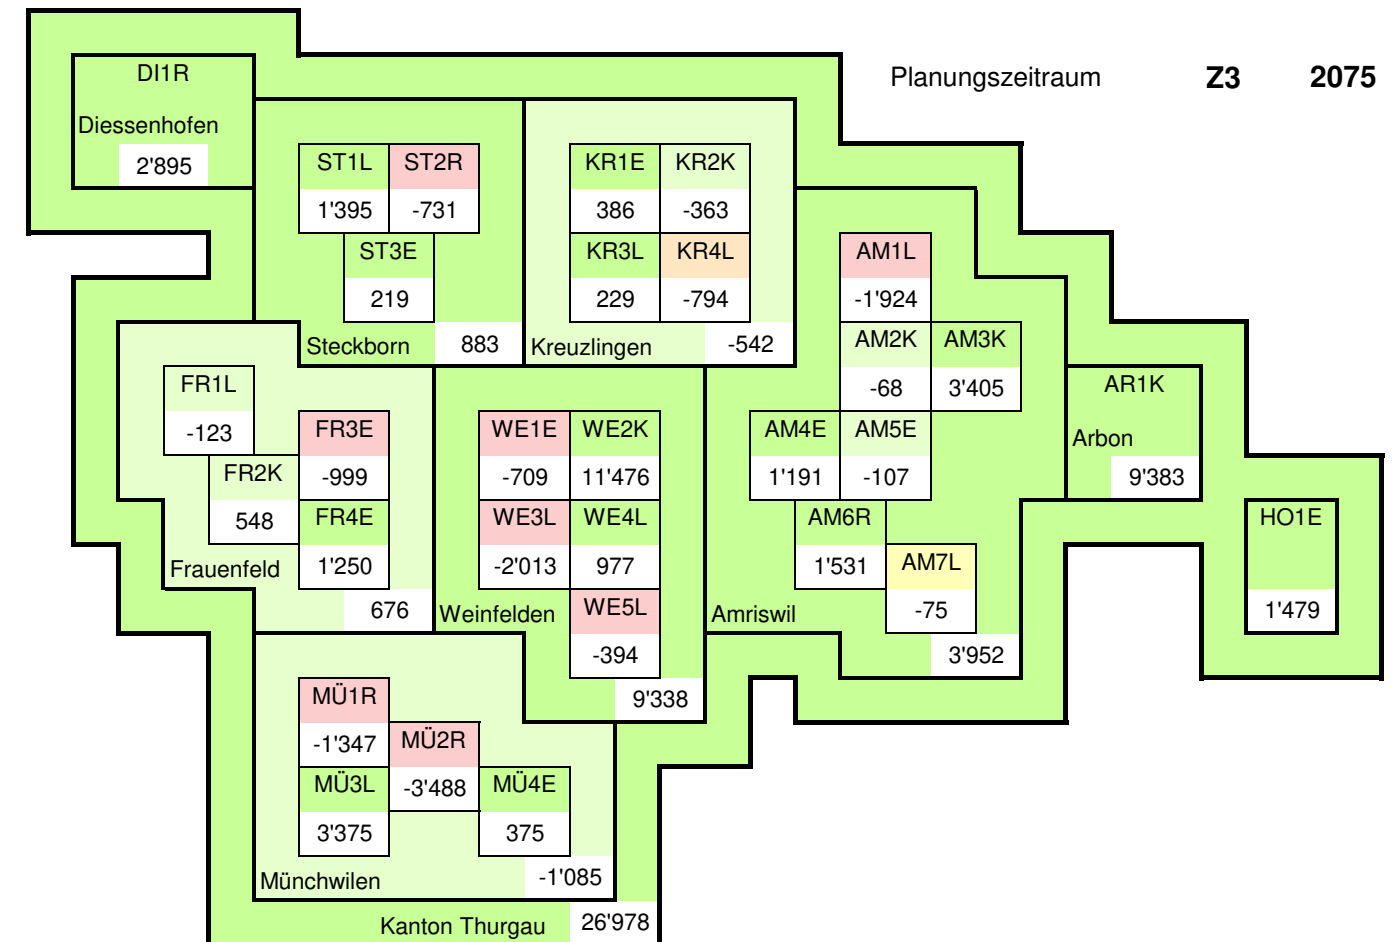 Planungszeitraum Z3 2075
DI1R
Diessenhofen
2'895
ST1L ST2R
1'395 -731
ST3E
219
Steckborn 883
KR1E KR2K
386 -363
KR3L KR4L
229 -794
Kreuzlingen -542
AM1L
-1'924
AM2K AM3K
-68 3'405
AM4E AM5E
1'191 -107
AM6R
1'531
AM7L
-75
Amriswil
3'952
AR1K
Arbon
9'383
HO1E
1'479
FR1L
-123
FR3E
-999
FR2K
548
FR4E
1'250
Frauenfeld
676
WE1E WE2K
-709 11'476
WE3L WE4L
-2'013 977
WE5L
-394
Weinfelden
9'338
MÜ1R
-1'347
MÜ2R
-3'488
MÜ3L MÜ4E
3'375 375
Münchwilen -1'085
Kanton Thurgau 26'978